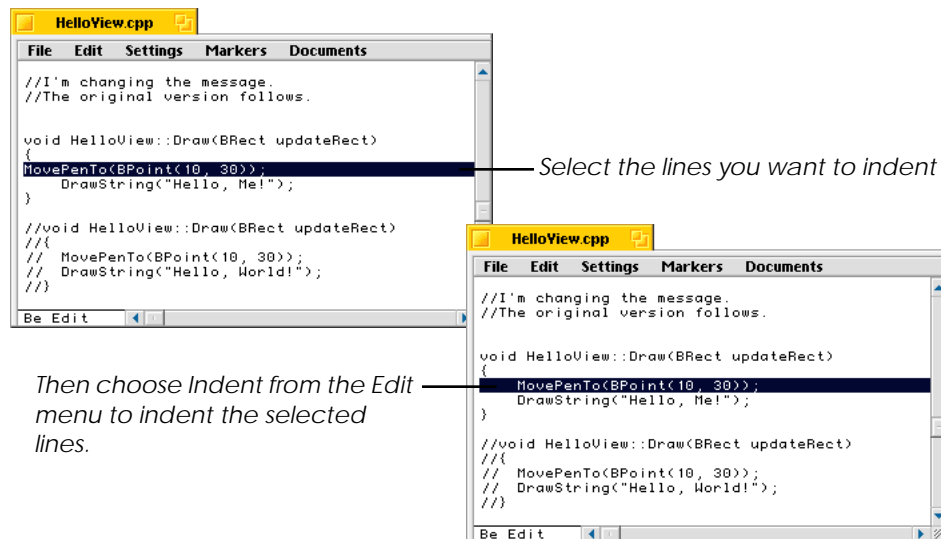 HelloView.cpp
File Edit Settings Markers Documents
//I'm changing the message.
//The original version follows.
void HelloView::Draw(BRect updateRect)
{
MovePenTo(BPoint(10, 30));
DrawString("Hello, Me!");
}
//void HelloView::Draw(BRect updateRect)
//{
// MovePenTo(BPoint(10, 30));
// DrawString("Hello, World!");
//}
Be Edit
Select the lines you want to indent
HelloView.cpp
File Edit Settings Markers Documents
//I'm changing the message.
//The original version follows.
void HelloView::Draw(BRect updateRect)
{
MovePenTo(BPoint(10, 30));
DrawString("Hello, Me!");
}
//void HelloView::Draw(BRect updateRect)
//{
// MovePenTo(BPoint(10, 30));
// DrawString("Hello, World!");
//}
Be Edit
Then choose Indent from the Edit
menu to indent the selected
lines.